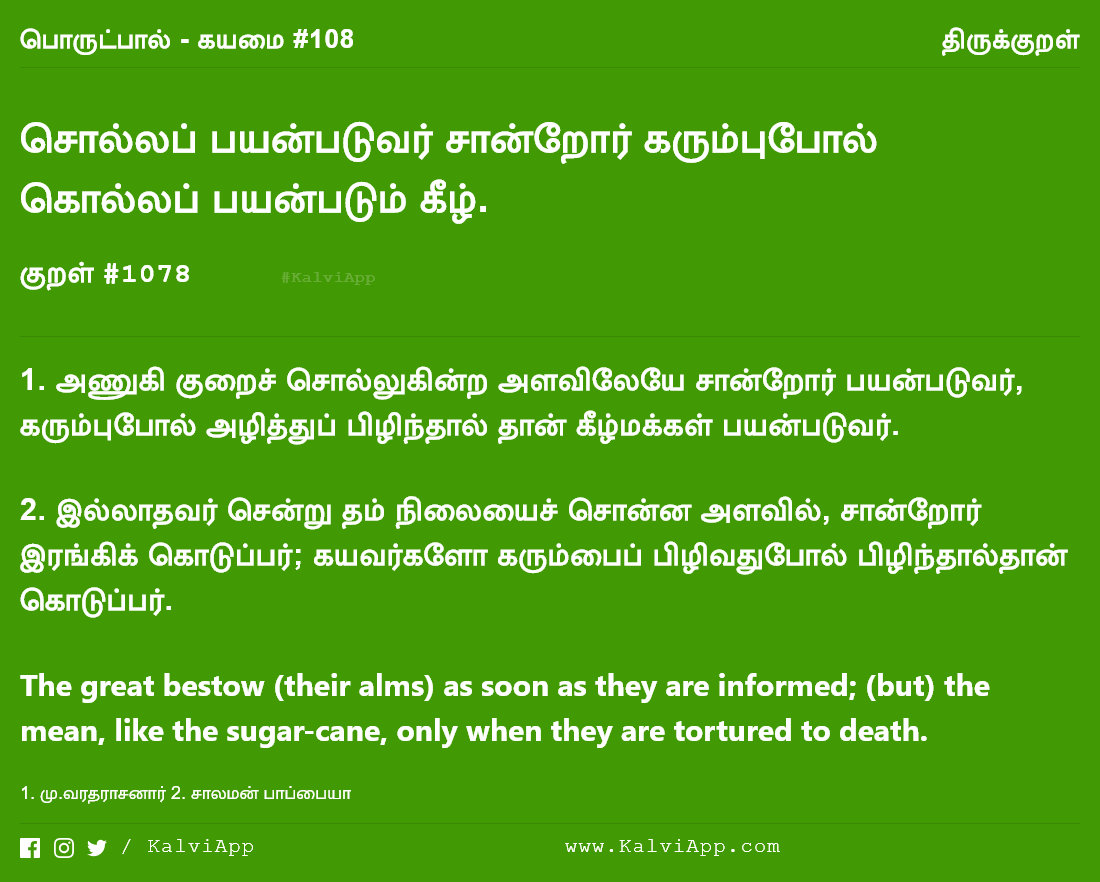 பொருட்பால் - கயமை #108 திருக்குறள்
சொல்லப் பயன்படுவர் சான்றோர் கரும்புபோல்
கொல்லப் பயன்படும் கீழ்.
குறள் #1078 #KalviApp
1. அணுகி குறைச் சொல்லுகின்ற அளவிலேயே சான்றோர் பயன்படுவர்,
கரும்புபோல் அழித்துப் பிழிந்தால் தான் கீழ்மக்கள் பயன்படுவர்.
2. இல்லாதவர் சென்று தம் நிலையைச் சொன்ன அளவில், சான்றோர்
இரங்கிக் கொடுப்பர்; கயவர்களோ கரும்பைப் பிழிவதுபோல் பிழிந்தால்தான்
கொடுப்பர்.
The great bestow (their alms) as soon as they are informed; (but) the
mean, like the sugar-cane, only when they are tortured to death.
1. மு.வரதராசனார் 2. சாலமன் பாப்பையா
/ KalviApp www.KalviApp.com